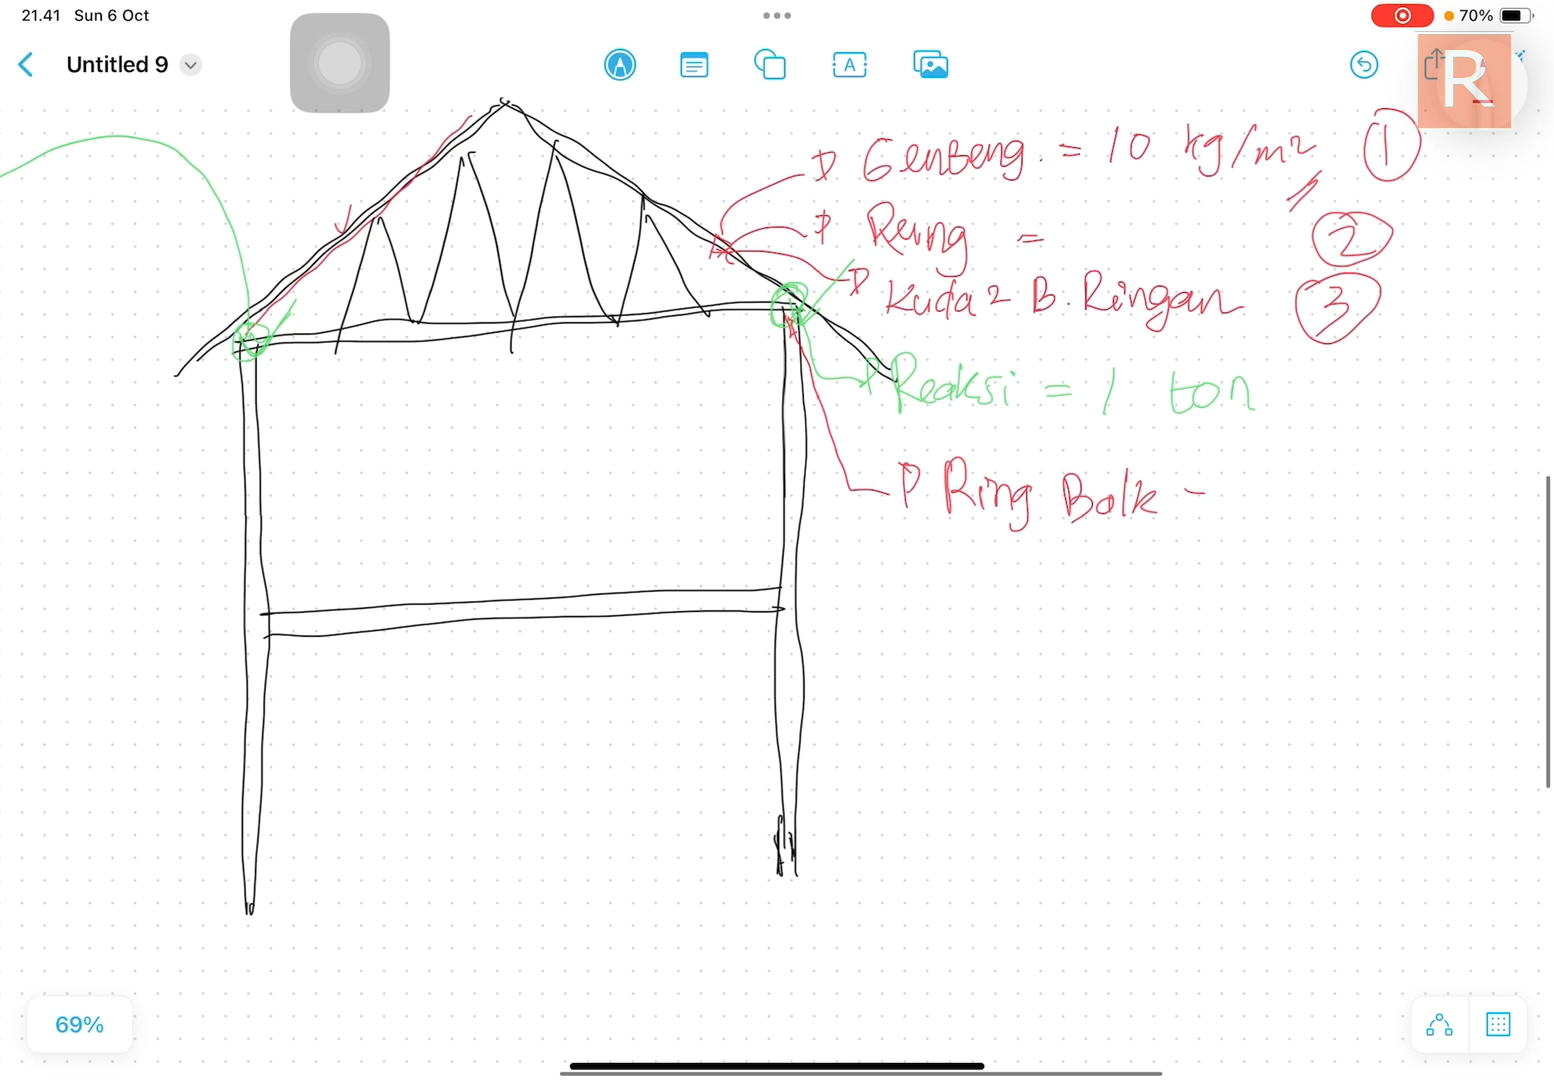 21.41 Sun 6 Oct
70%
Untitled 9
A
R
Genteng. = 10 kg/m2 1
Reng = 2
Kuda2 B. Ringan 3
Reaksi = 1 ton
Ring Balk -
69%